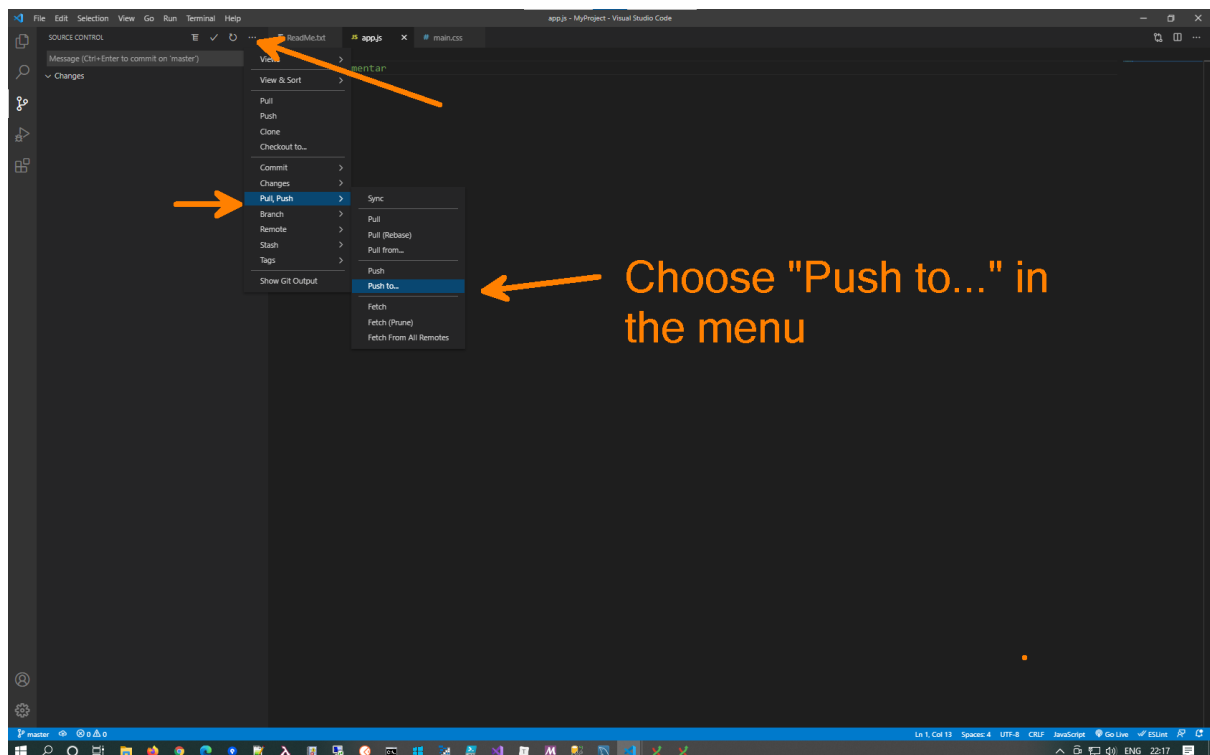 File Edit Selection View Go Run Terminal Help
app.js - MyProject - Visual Studio Code
SOURCE CONTROL
ReadMe.txt
JS app.js
# main.css
Message (Ctrl+Enter to commit on 'master')
Changes
mentar
View & Sort
Pull
Push
Clone
Checkout to...
Commit
Changes
Pull, Push
Branch
Remote
Stash
Tags
Show Git Output
Sync
Pull
Pull (Rebase)
Pull from...
Push
Push to...
Fetch
Fetch (Prune)
Fetch From All Remotes
Choose "Push to..." in
the menu
master 0 0
Ln 1, Col 13 Spaces: 4 UTF-8 CRLF JavaScript Go Live ESLint
ENG 22:17